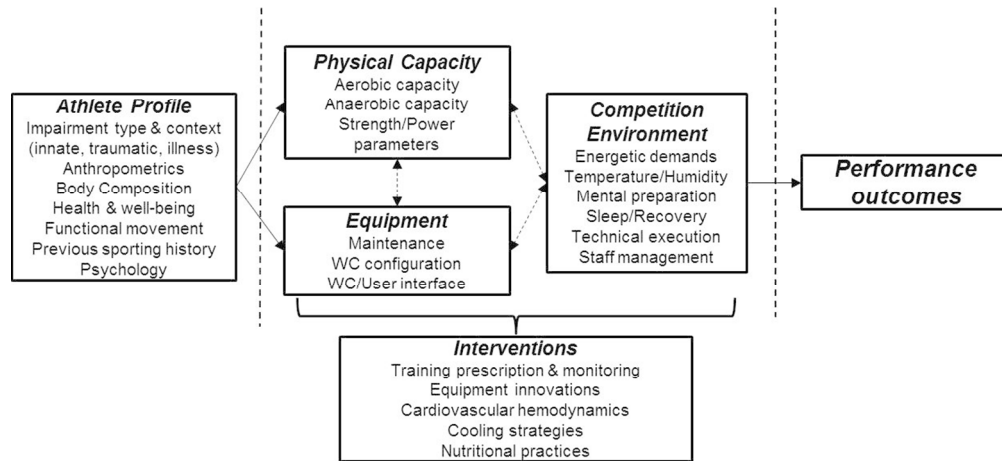 Athlete Profile
Impairment type & context
(innate, traumatic, illness)
Anthropometrics
Body Composition
Health & well-being
Functional movement
Previous sporting history
Psychology
Physical Capacity
Aerobic capacity
Anaerobic capacity
Strength/Power
parameters
Equipment
Maintenance
WC configuration
WC/User interface
Competition
Environment
Energetic demands
Temperature/Humidity
Mental preparation
Sleep/Recovery
Technical execution
Staff management
Performance
outcomes
Interventions
Training prescription & monitoring
Equipment innovations
Cardiovascular hemodynamics
Cooling strategies
Nutritional practices